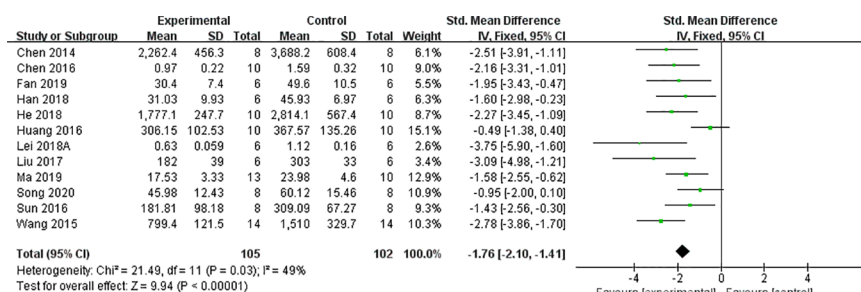 Experimental Control Std. Mean Difference Std. Mean Difference
Study or Subgroup Mean SD Total Mean SD Total Weight IV, Fixed, 95% CI IV, Fixed, 95% CI
Chen 2014 2,262.4 456.3 8 3,688.2 608.4 8 6.1% -2.51 [-3.91, -1.11]
Chen 2016 0.97 0.22 10 1.59 0.32 10 9.0% -2.16 [-3.31, -1.01]
Fan 2019 30.4 7.4 6 49.6 10.5 6 5.5% -1.95 [-3.43, -0.47]
Han 2018 31.03 9.93 6 45.93 6.97 6 6.3% -1.60 [-2.98, -0.23]
He 2018 1,777.1 247.7 10 2,814.1 567.4 10 8.7% -2.27 [-3.45, -1.09]
Huang 2016 306.15 102.53 10 367.57 135.26 10 15.1% -0.49 [-1.38, 0.40]
Lei 2018A 0.63 0.059 6 1.12 0.16 6 2.6% -3.75 [-5.90, -1.60]
Liu 2017 182 39 6 303 33 6 3.4% -3.09 [-4.98, -1.21]
Ma 2019 17.53 3.33 13 23.98 4.6 10 12.9% -1.58 [-2.55, -0.62]
Song 2020 45.98 12.43 8 60.12 15.46 8 10.9% -0.95 [-2.00, 0.10]
Sun 2016 181.81 98.18 8 309.09 67.27 8 9.2% -1.43 [-2.56, -0.30]
Wang 2015 799.4 121.5 14 1,510 329.7 14 10.3% -2.78 [-3.86, -1.70]
Total (95% CI) 105 102 100.0% -1.76 [-2.10, -1.41]
Heterogeneity: Chi² = 21.49, df = 11 (P = 0.03); I² = 49%
Test for overall effect: Z = 9.94 (P < 0.00001)
-4 -2 0 2 4
Favours [experimental] Favours [control]